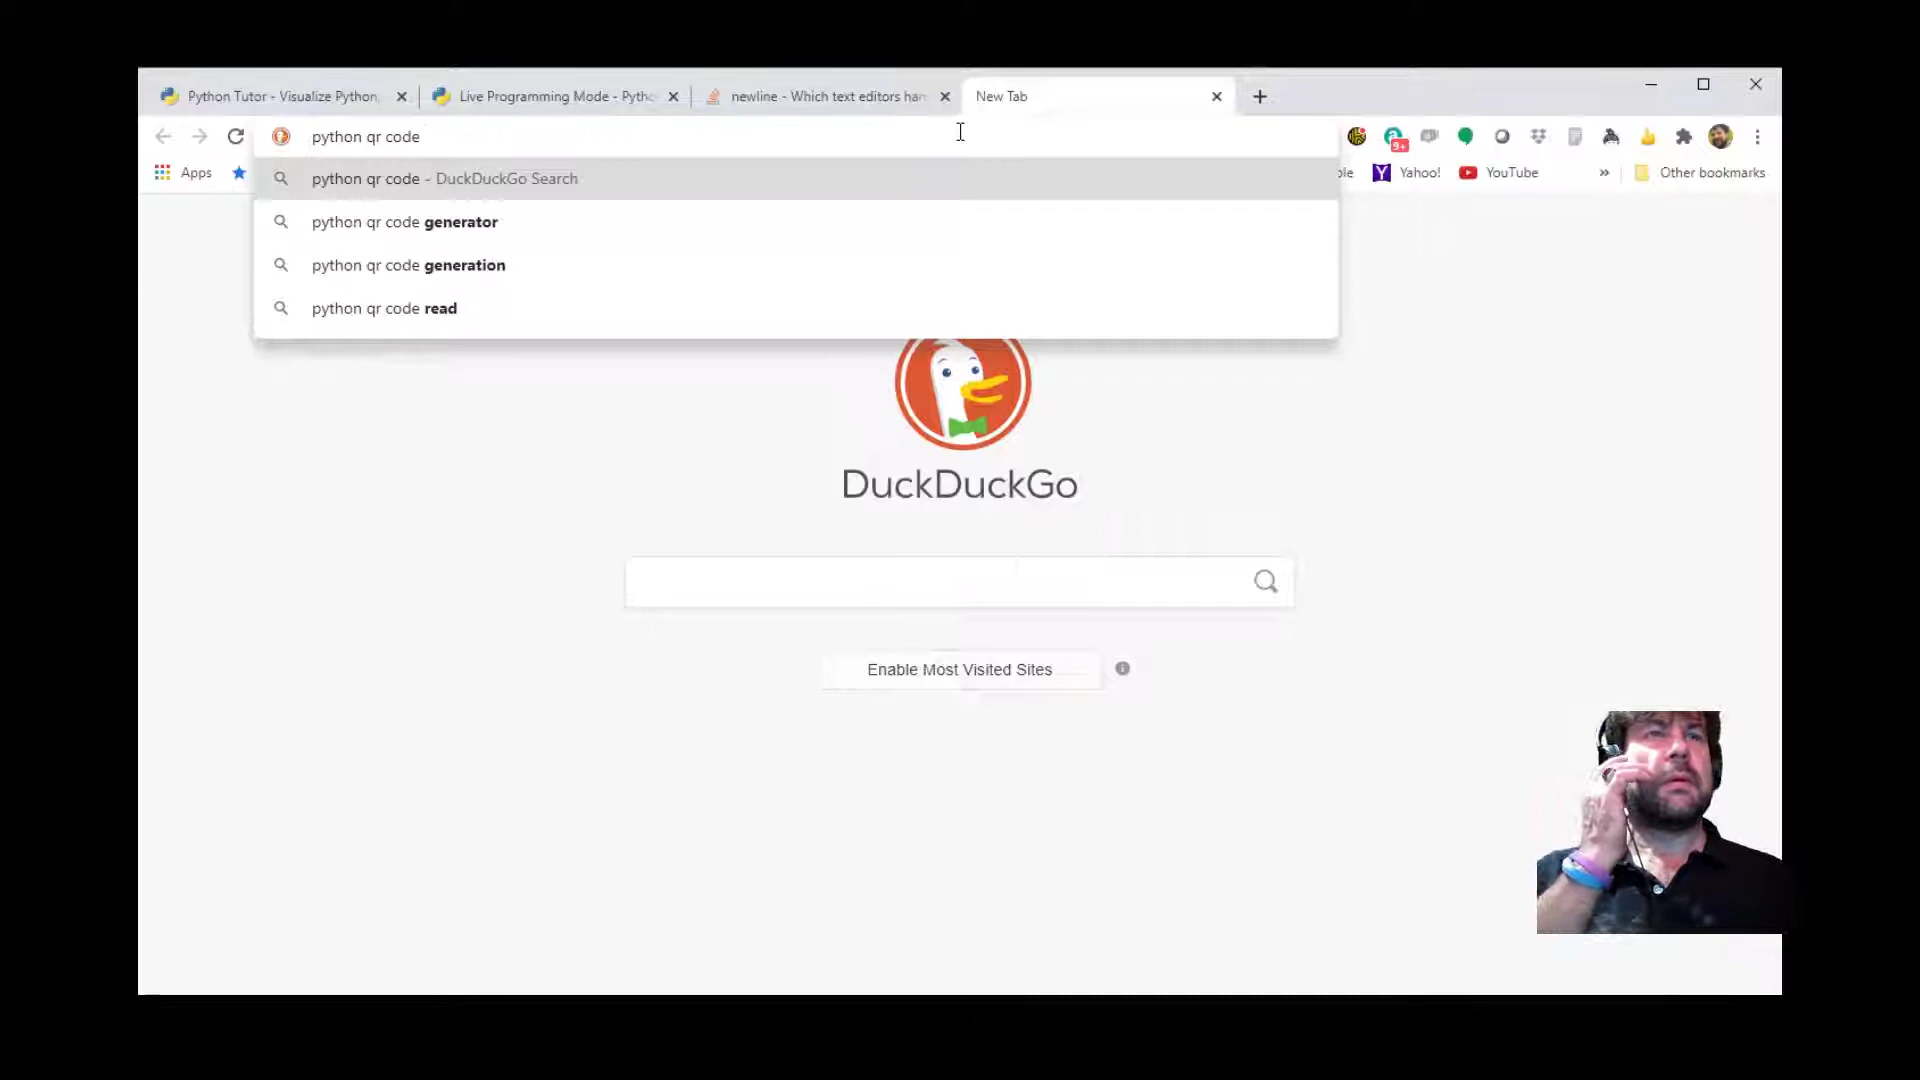 Python Tutor - Visualize Python,
Live Programming Mode - Pytho
newline - Which text editors han
New Tab
python qr code
9+
Apps
python qr code - DuckDuckGo Search
Yahoo!
YouTube
»
Other bookmarks
python qr code generator
python qr code generation
python qr code read
DuckDuckGo
Enable Most Visited Sites